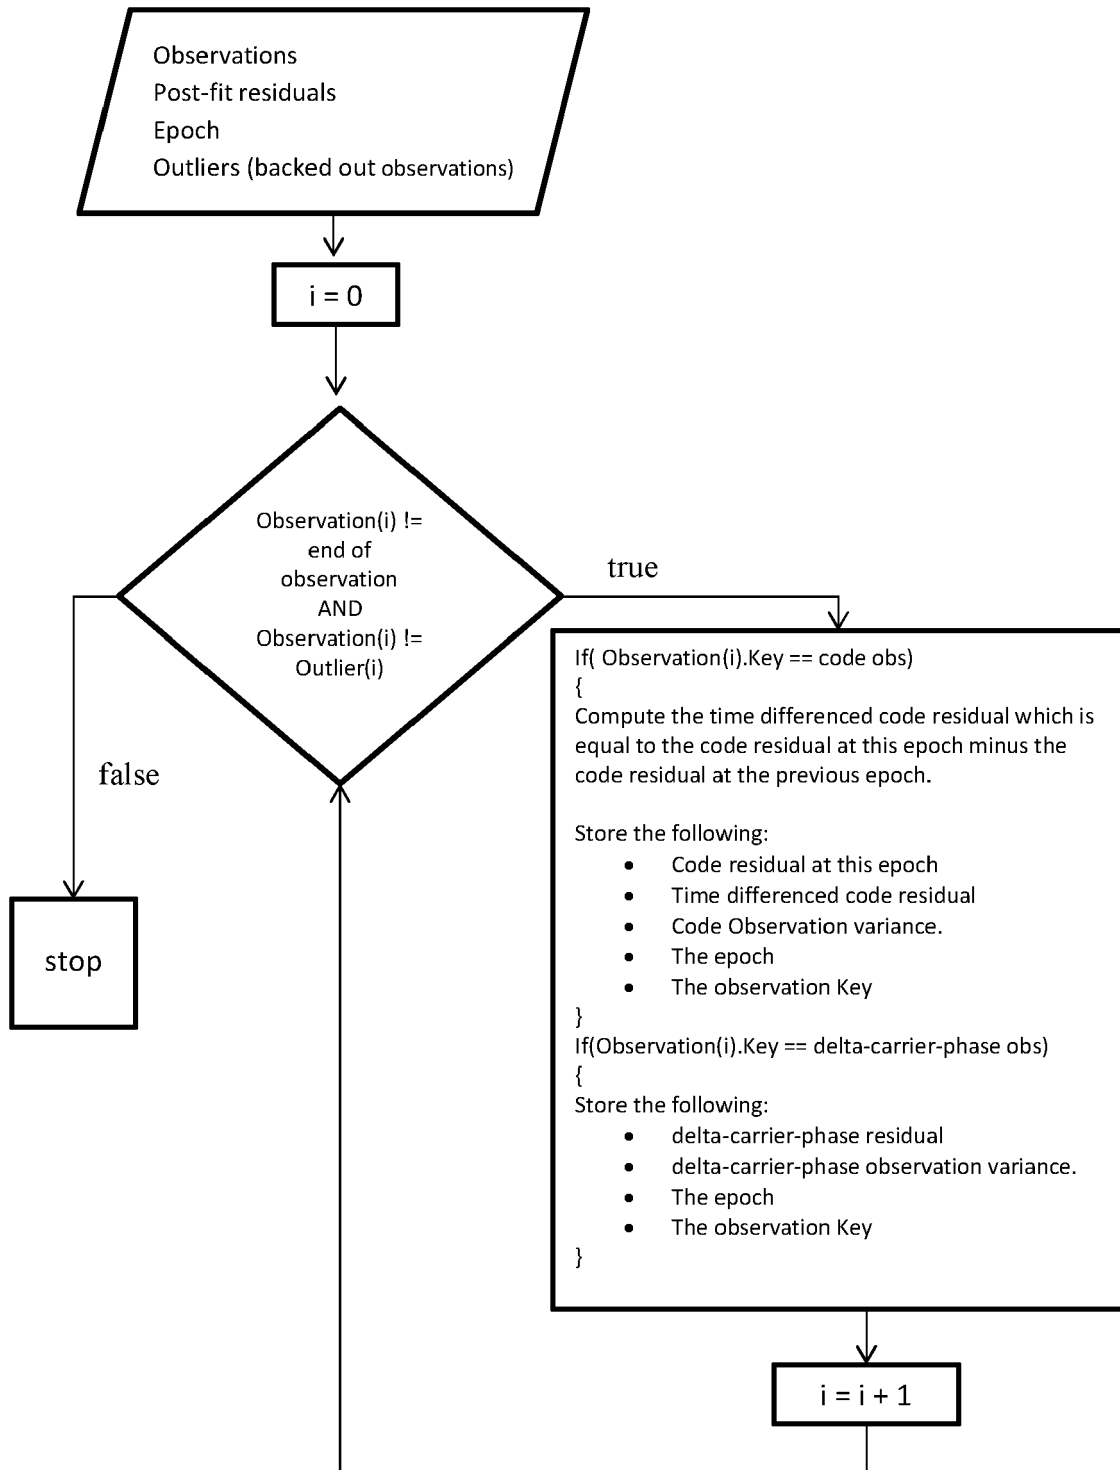 Observations
Post-fit residuals
Epoch
Outliers (backed out observations)
i = 0
Observation(i) !=
end of
observation
AND
Observation(i) !=
Outlier(i)
true
false
stop
If( Observation(i).Key == code obs)
{
Compute the time differenced code residual which is
equal to the code residual at this epoch minus the
code residual at the previous epoch.
Store the following:
• Code residual at this epoch
• Time differenced code residual
• Code Observation variance.
• The epoch
• The observation Key
}
If(Observation(i).Key == delta-carrier-phase obs)
{
Store the following:
• delta-carrier-phase residual
• delta-carrier-phase observation variance.
• The epoch
• The observation Key
}
i = i + 1